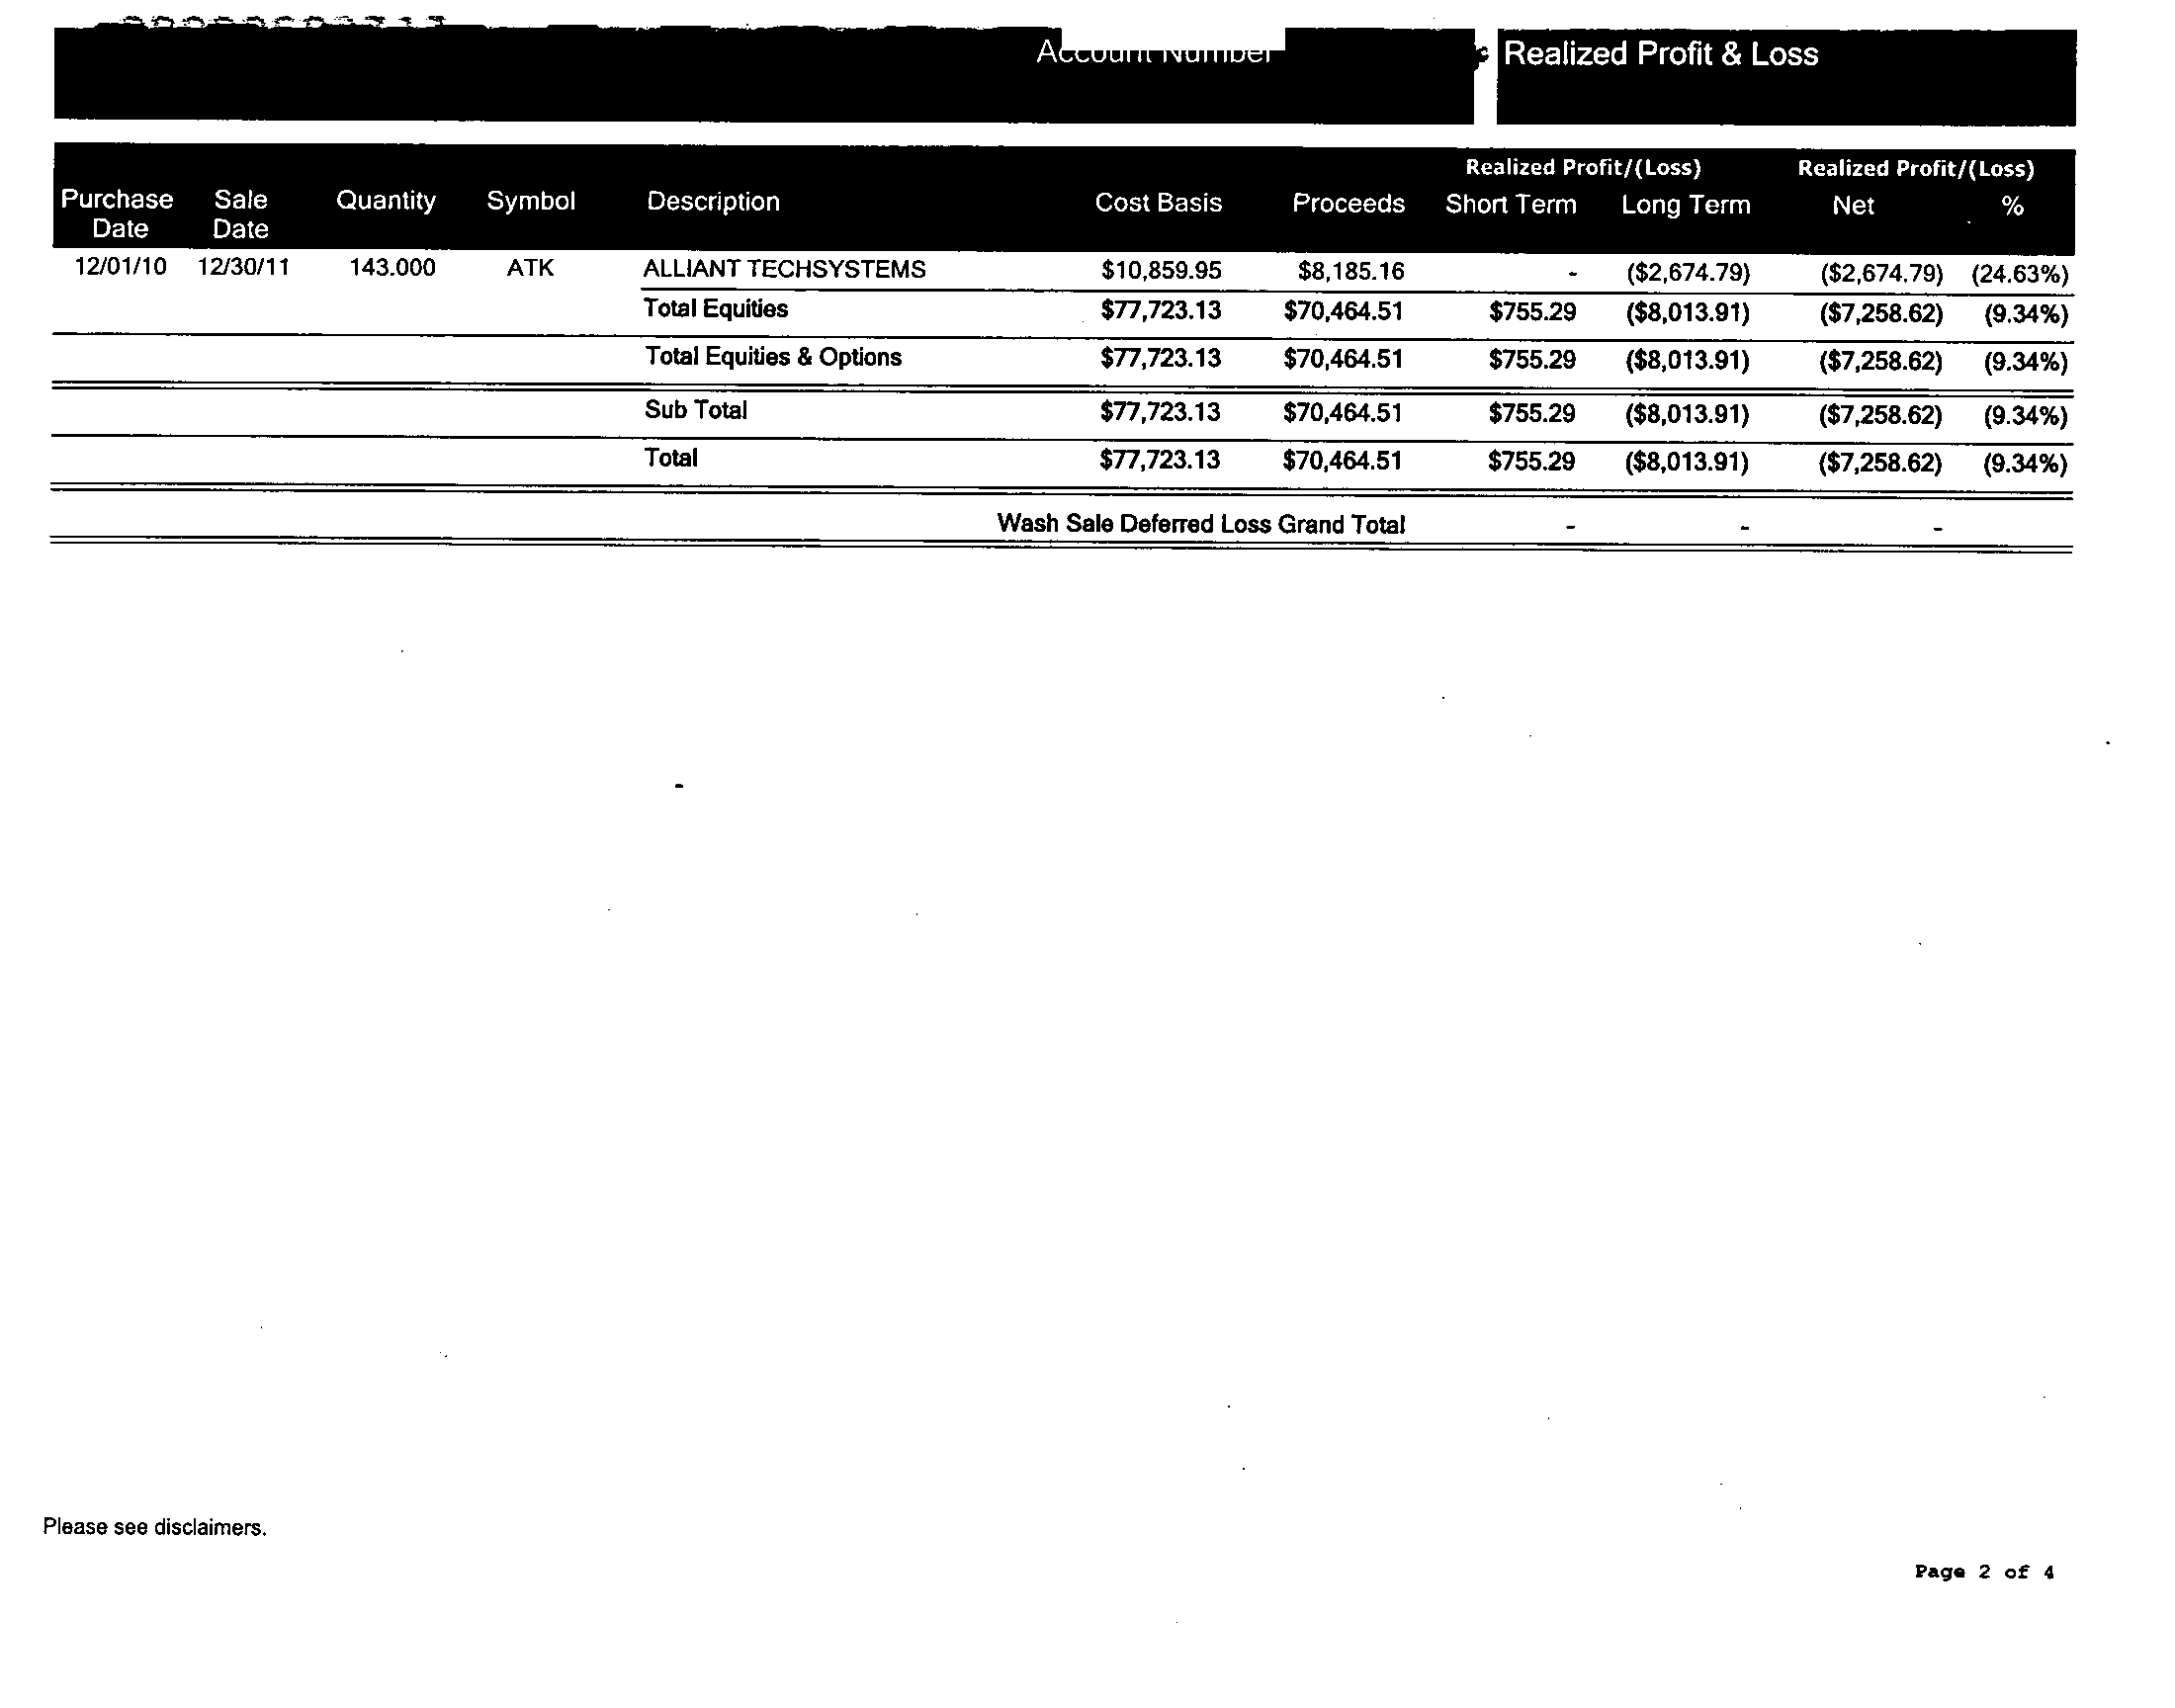 Account Number
Realized Profit & Loss
Realized Profit/(Loss) Realized Profit/(Loss)
Purchase Date Sale Date Quantity Symbol Description Cost Basis Proceeds Short Term Long Term Net %
12/01/10 12/30/11 143.000 ATK ALLIANT TECHSYSTEMS $10,859.95 $8,185.16 - ($2,674.79) ($2,674.79) (24.63%)
Total Equities $77,723.13 $70,464.51 $755.29 ($8,013.91) ($7,258.62) (9.34%)
Total Equities & Options $77,723.13 $70,464.51 $755.29 ($8,013.91) ($7,258.62) (9.34%)
Sub Total $77,723.13 $70,464.51 $755.29 ($8,013.91) ($7,258.62) (9.34%)
Total $77,723.13 $70,464.51 $755.29 ($8,013.91) ($7,258.62) (9.34%)
Wash Sale Deferred Loss Grand Total - - -
Please see disclaimers.
Page 2 of 4